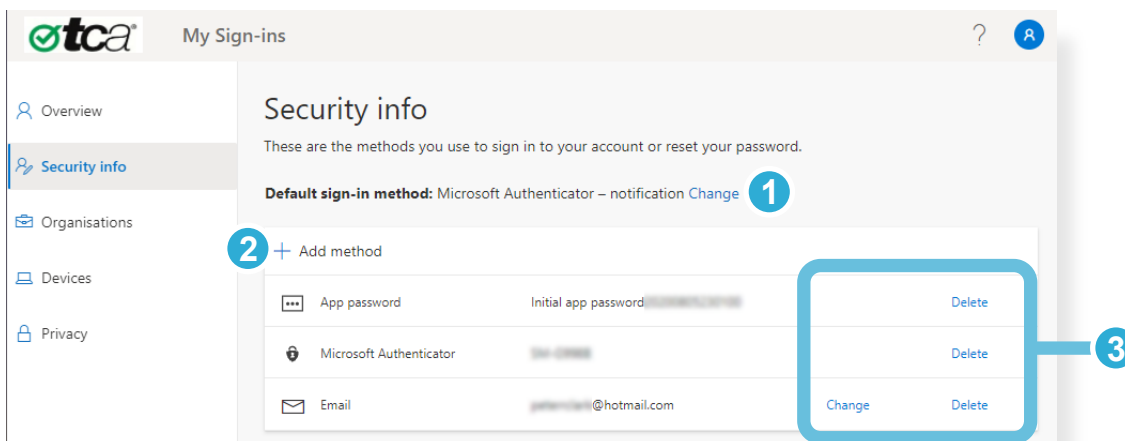 tca® My Sign-ins ?
Overview
Security info
Organisations
Devices
Privacy
Security info
These are the methods you use to sign in to your account or reset your password.
Default sign-in method: Microsoft Authenticator – notification Change 1
2 + Add method
App password Initial app password Delete
Microsoft Authenticator Delete
Email @hotmail.com Change Delete
3